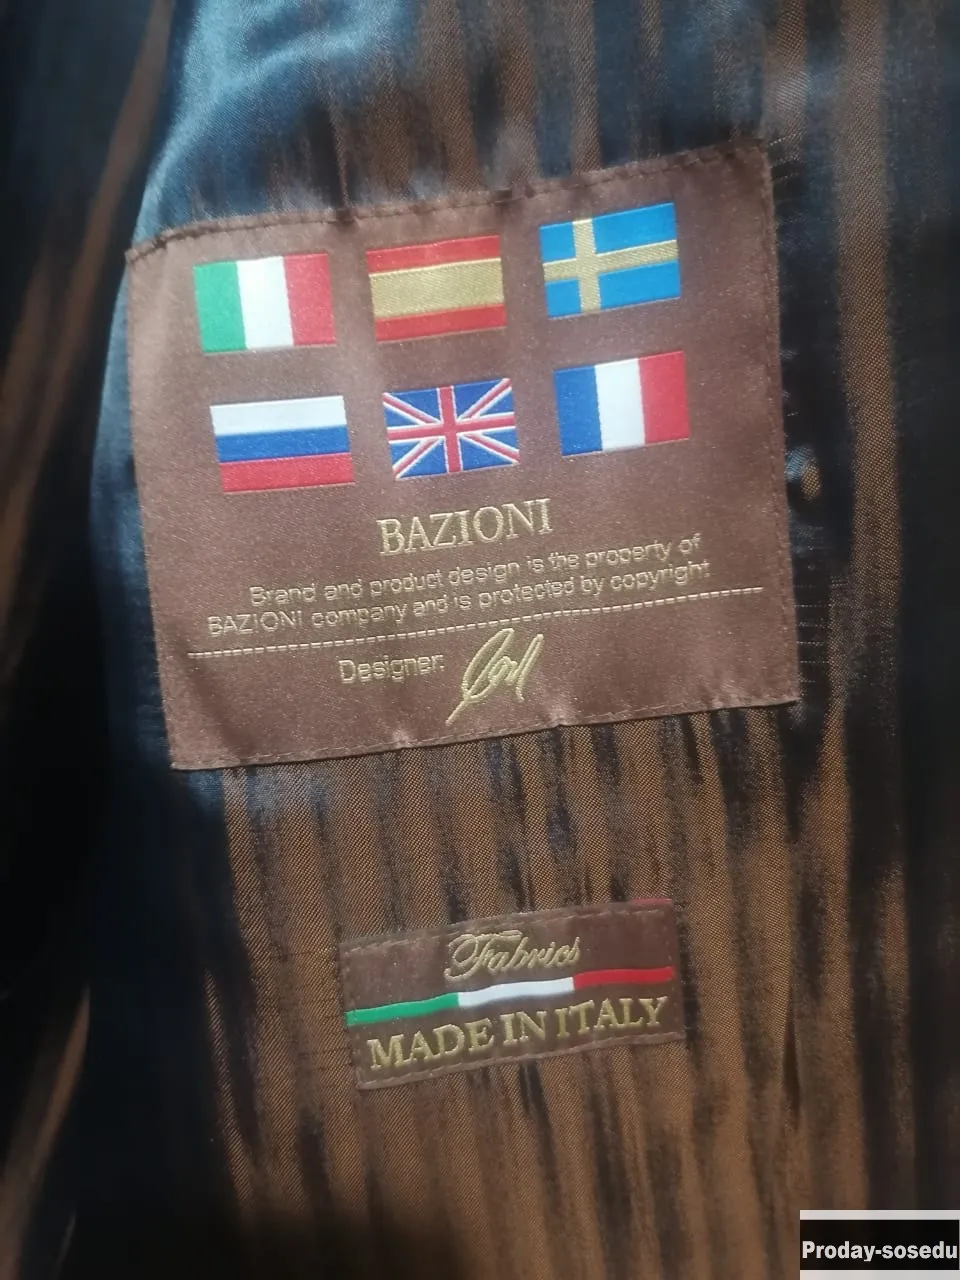 BAZIONI
Brand and product design is the property of
BAZIONI company and is protected by copyright
Designer:
Fabrics
MADE IN ITALY
Proday-sosedu